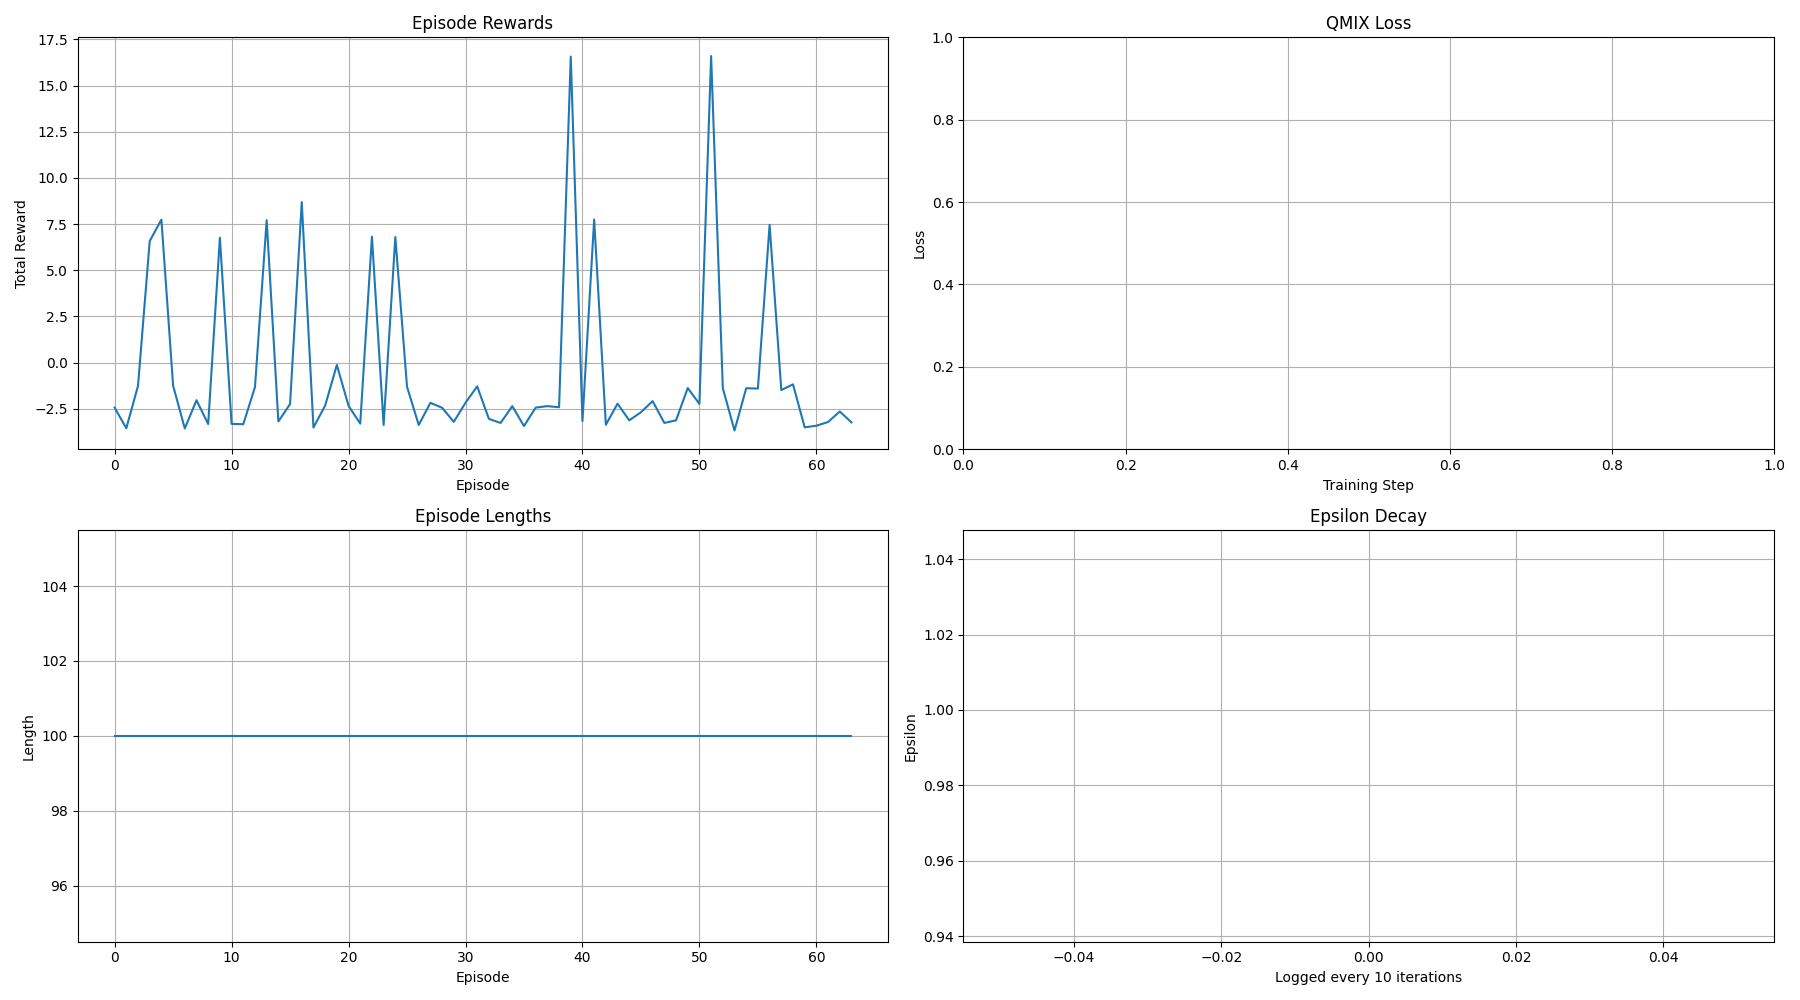 Episode Rewards
Total Reward
17.5
15.0
12.5
10.0
7.5
5.0
2.5
0.0
−2.5
0 10 20 30 40 50 60
Episode
QMIX Loss
Loss
1.0
0.8
0.6
0.4
0.2
0.0
0.0 0.2 0.4 0.6 0.8 1.0
Training Step
Episode Lengths
Length
104
102
100
98
96
0 10 20 30 40 50 60
Episode
Epsilon Decay
Epsilon
1.04
1.02
1.00
0.98
0.96
0.94
−0.04 −0.02 0.00 0.02 0.04
Logged every 10 iterations